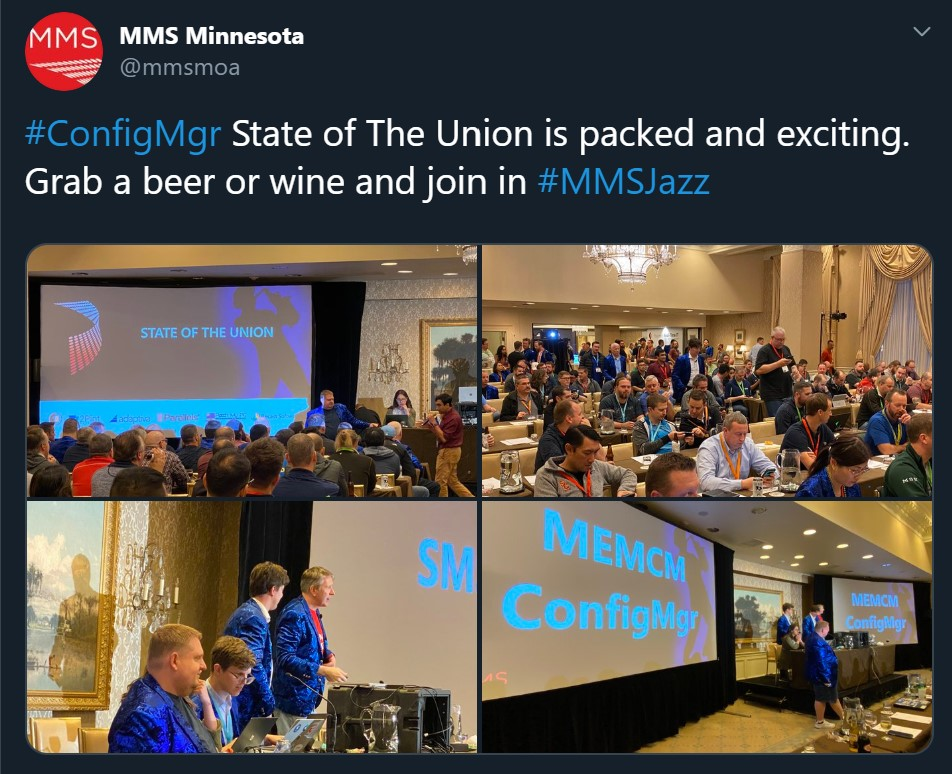 MMS
MMS Minnesota
@mmsmoa
#ConfigMgr State of The Union is packed and exciting.
Grab a beer or wine and join in #MMSJazz
STATE OF THE UNION
SM
MEMCM
ConfigMgr
MEMCM
ConfigMgr